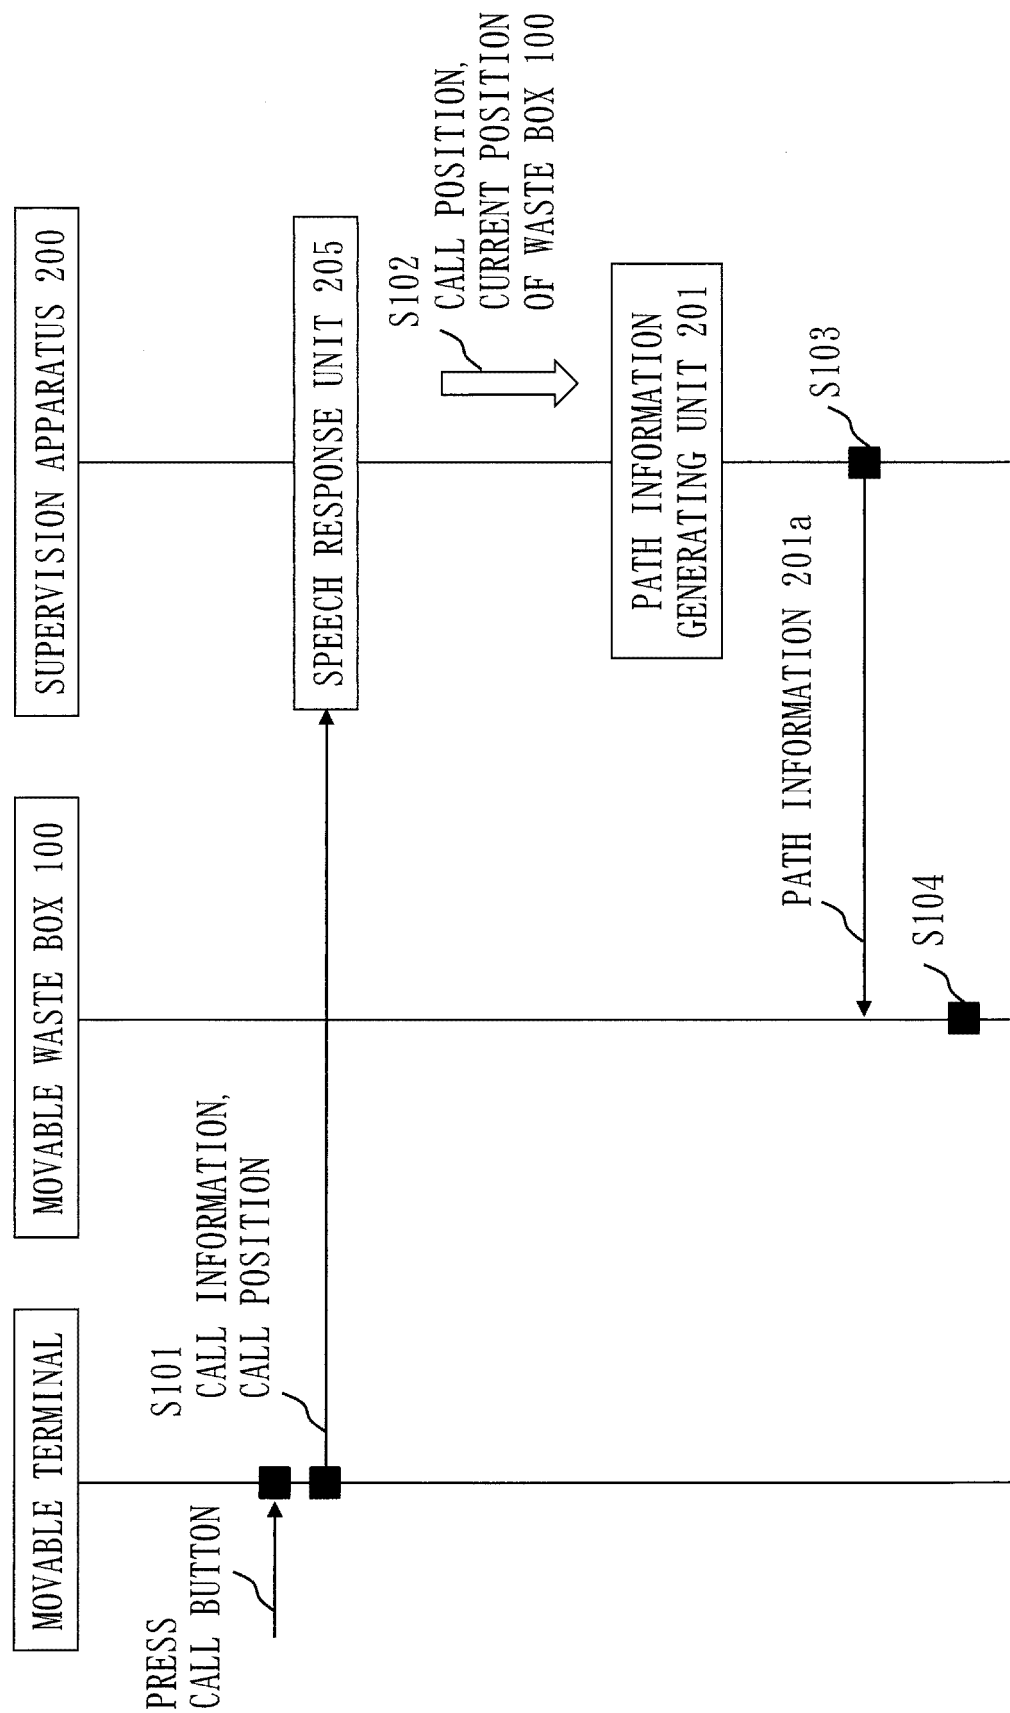 MOVABLE TERMINAL
MOVABLE WASTE BOX 100
SUPERVISION APPARATUS 200
PRESS
CALL BUTTON
S101
CALL INFORMATION,
CALL POSITION
SPEECH RESPONSE UNIT 205
S102
CALL POSITION,
CURRENT POSITION
OF WASTE BOX 100
PATH INFORMATION
GENERATING UNIT 201
PATH INFORMATION 201a
S103
S104